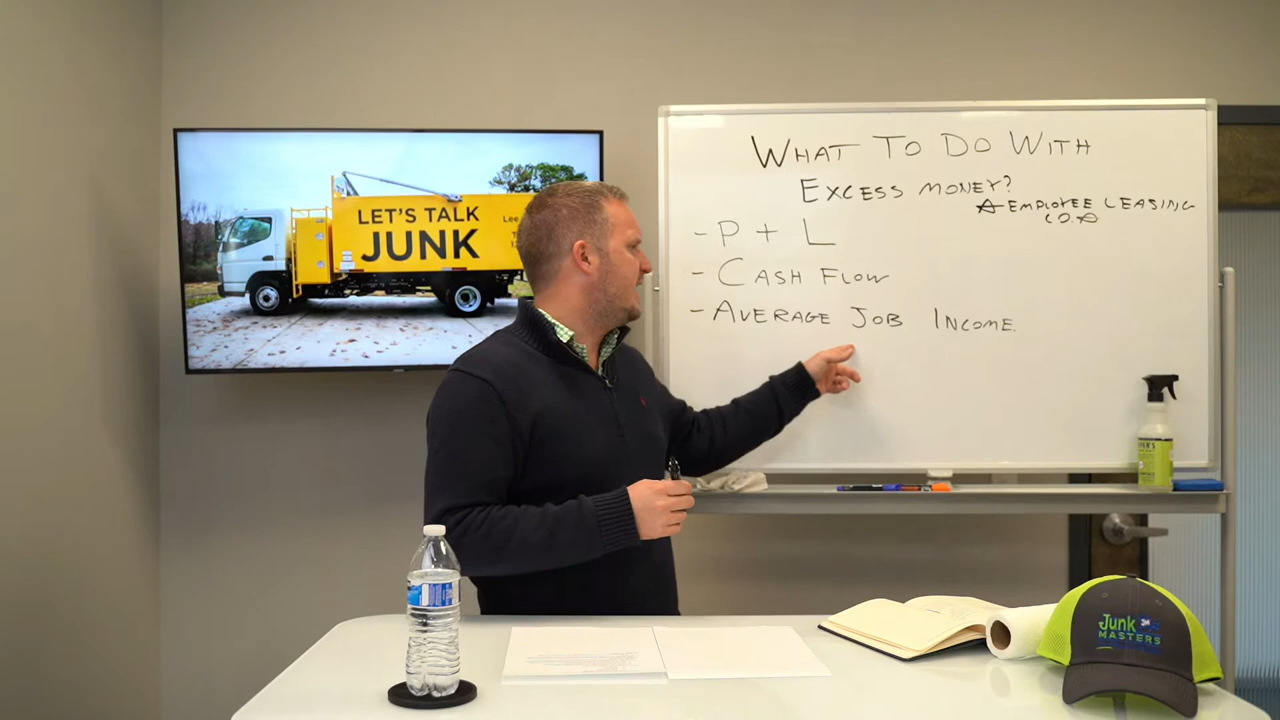 LET'S TALK
JUNK
Lee
WHAT TO DO WITH
EXCESS MONEY?
EMPLOYEE LEASING
CO.
- P + L
- CASH FLOW
- AVERAGE JOB INCOME.
Junk
MASTERS